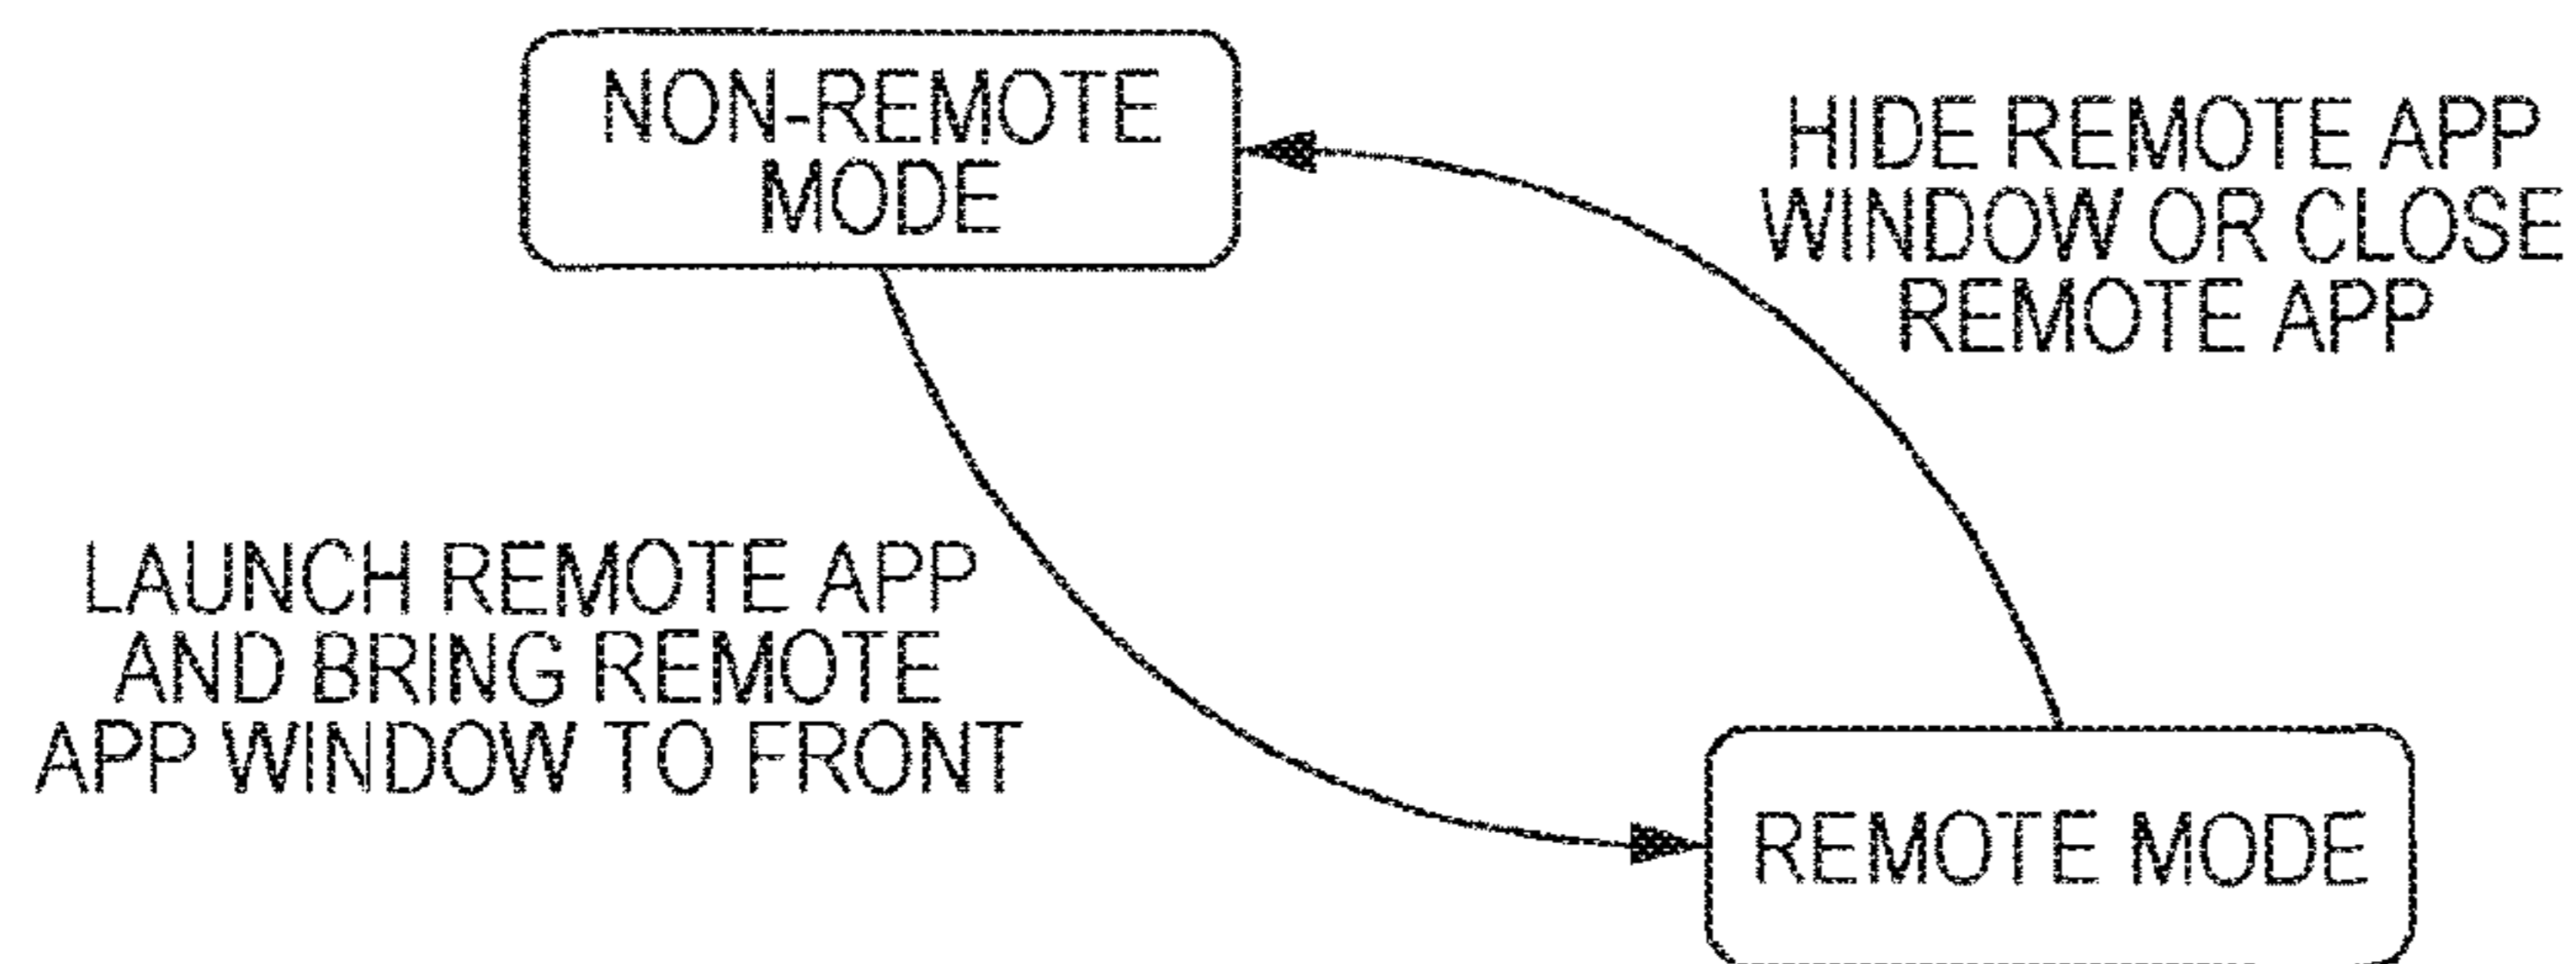 NON-REMOTE
MODE
HIDE REMOTE APP
WINDOW OR CLOSE
REMOTE APP
LAUNCH REMOTE APP
AND BRING REMOTE
APP WINDOW TO FRONT
REMOTE MODE